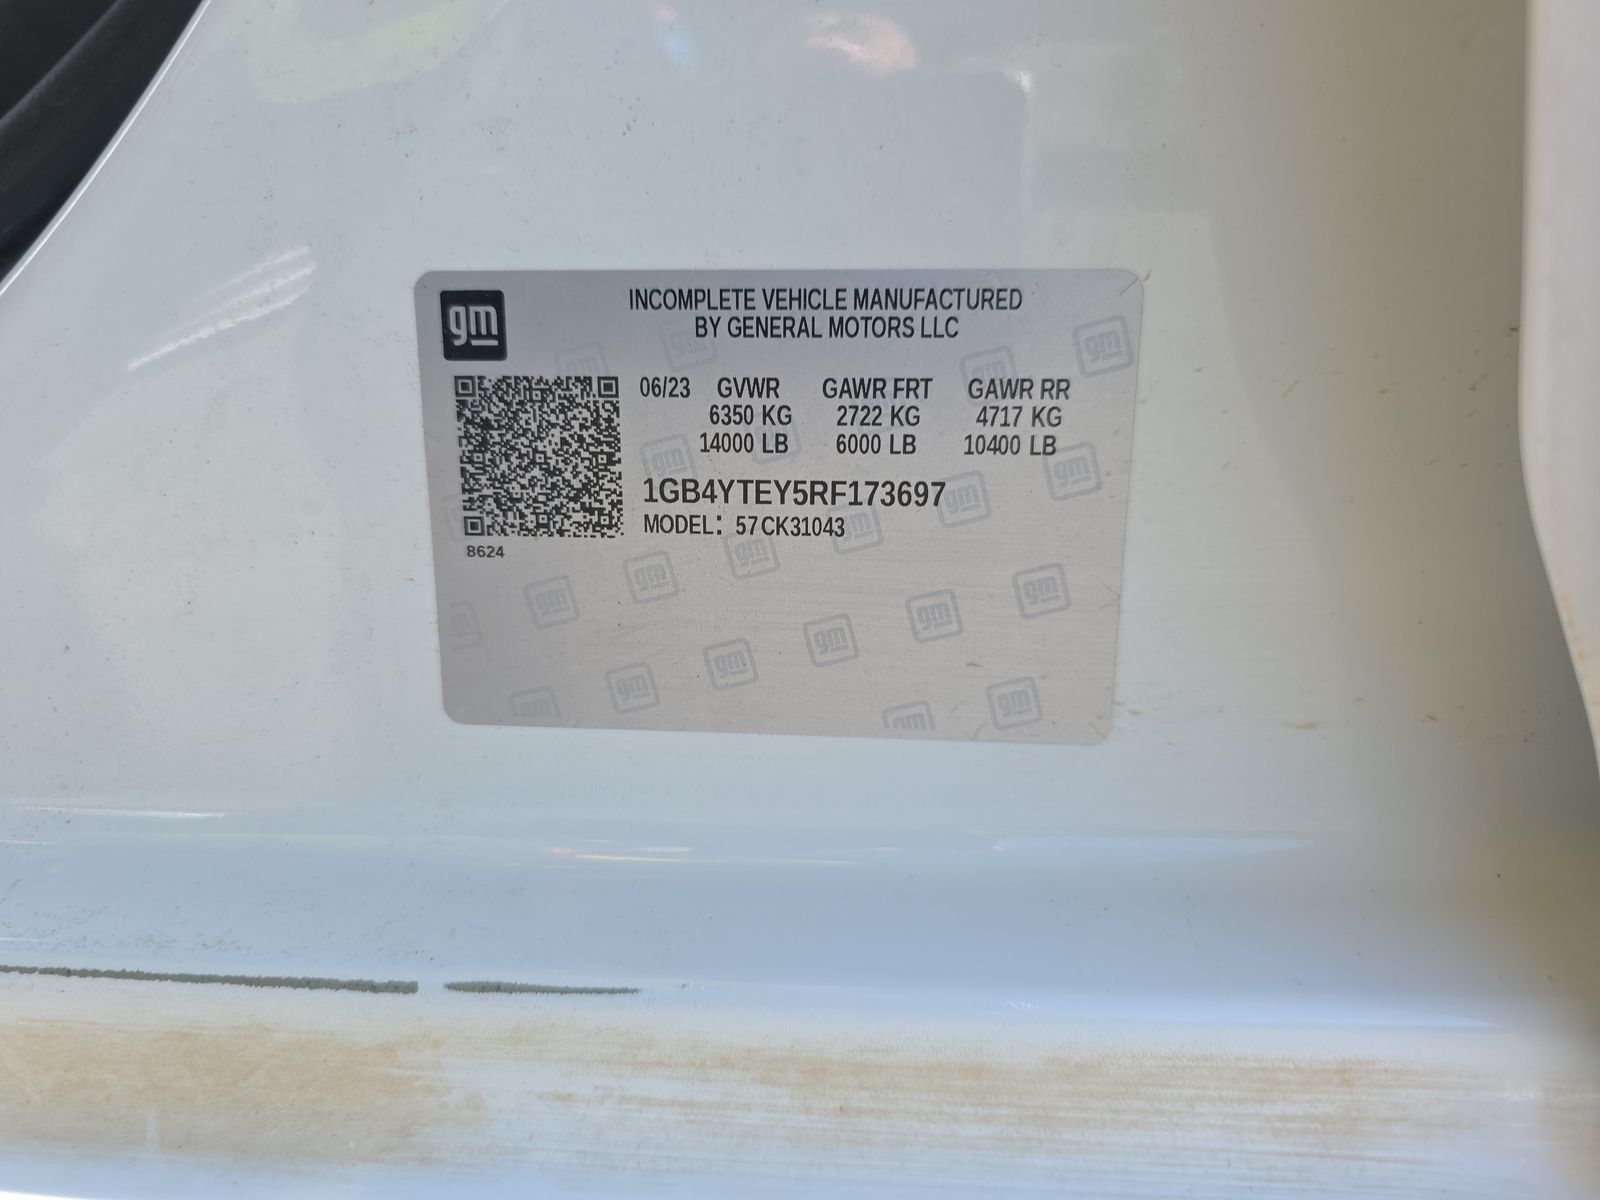 gm
INCOMPLETE VEHICLE MANUFACTURED
BY GENERAL MOTORS LLC
06/23 GVWR GAWR FRT GAWR RR
6350 KG 2722 KG 4717 KG
14000 LB 6000 LB 10400 LB
1GB4YTEY5RF173697
MODEL: 57CK31043
8624